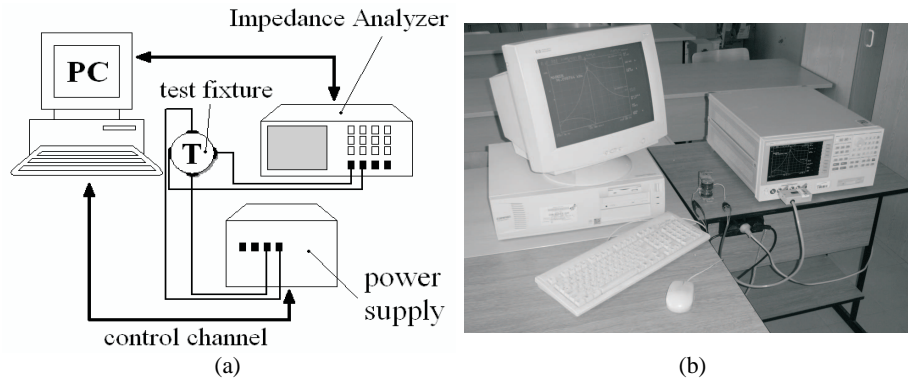 Impedance Analyzer
PC
test fixture
T
power
supply
control channel
(a)
(b)